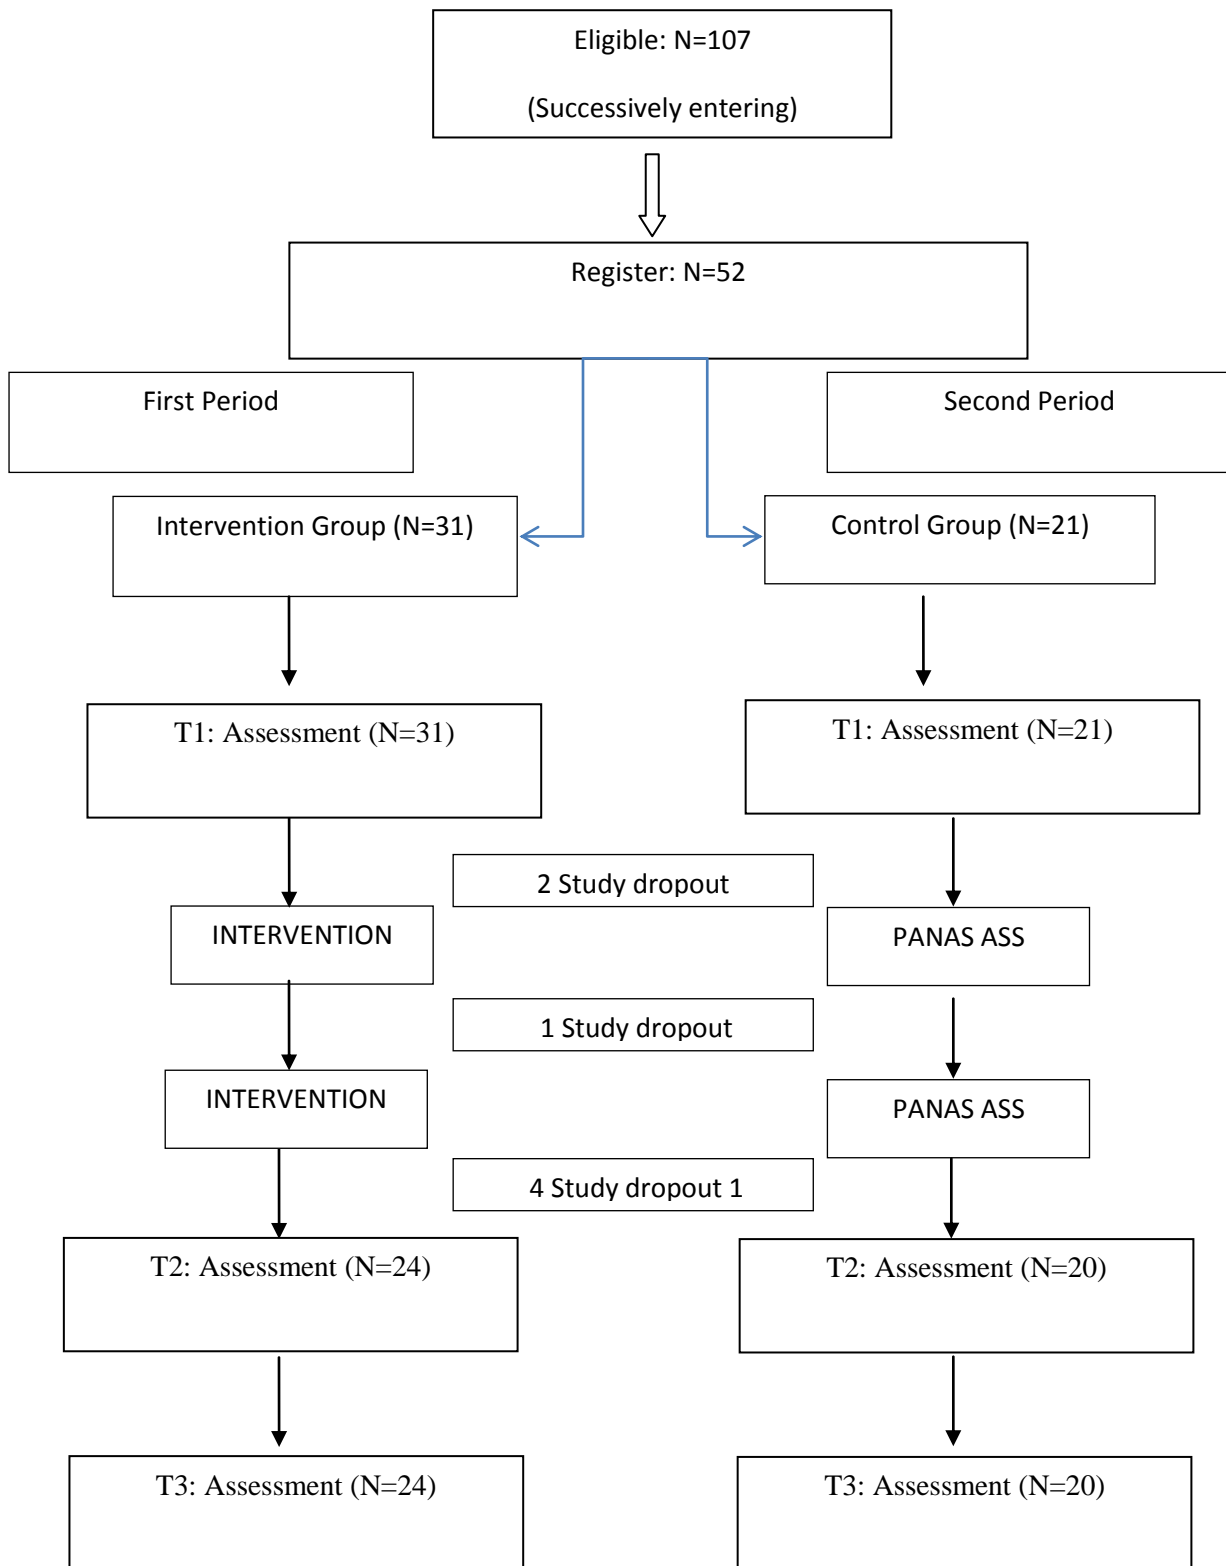 Eligible: N=107
(Successively entering)
Register: N=52
First Period
Second Period
Intervention Group (N=31)
Control Group (N=21)
T1: Assessment (N=31)
T1: Assessment (N=21)
2 Study dropout
INTERVENTION
PANAS ASS
1 Study dropout
INTERVENTION
PANAS ASS
4 Study dropout 1
T2: Assessment (N=24)
T2: Assessment (N=20)
T3: Assessment (N=24)
T3: Assessment (N=20)